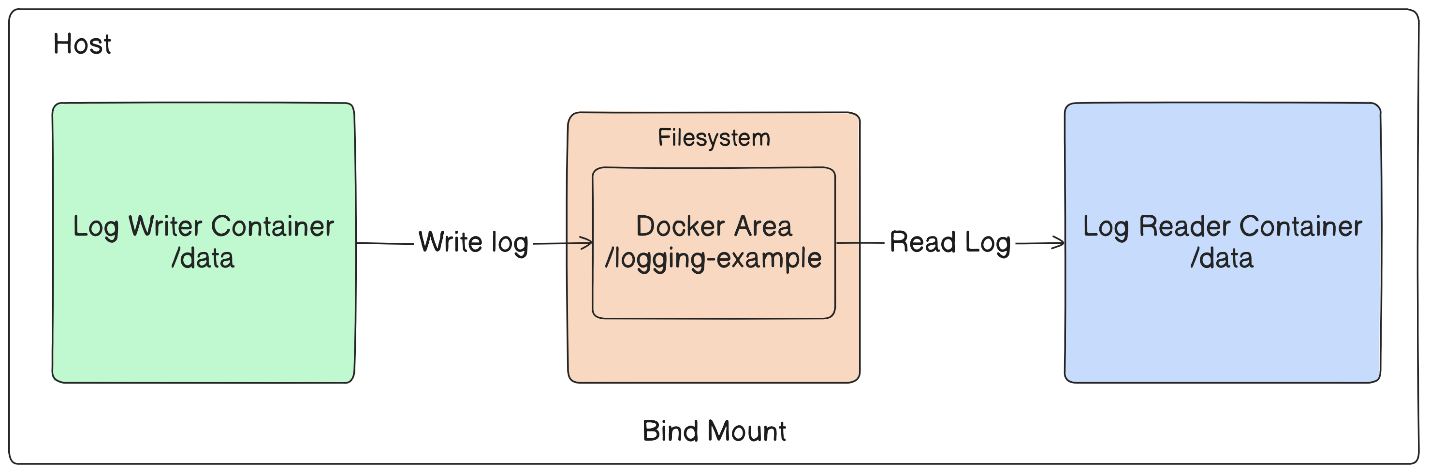 Host
Filesystem
Log Writer Container
/data
Write log
Docker Area
/logging-example
Read Log
Log Reader Container
/data
Bind Mount